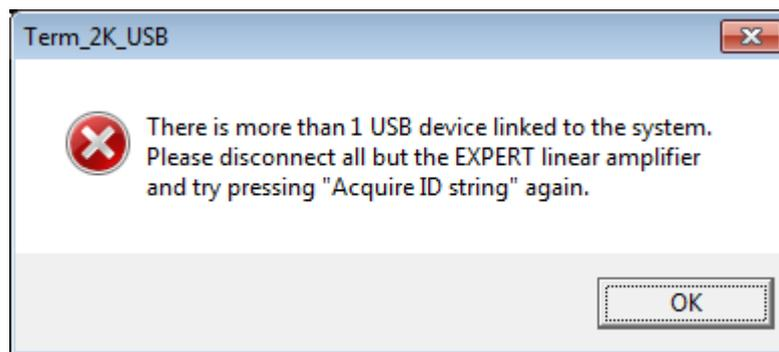 Term_2K_USB
There is more than 1 USB device linked to the system.
Please disconnect all but the EXPERT linear amplifier
and try pressing "Acquire ID string" again.
OK